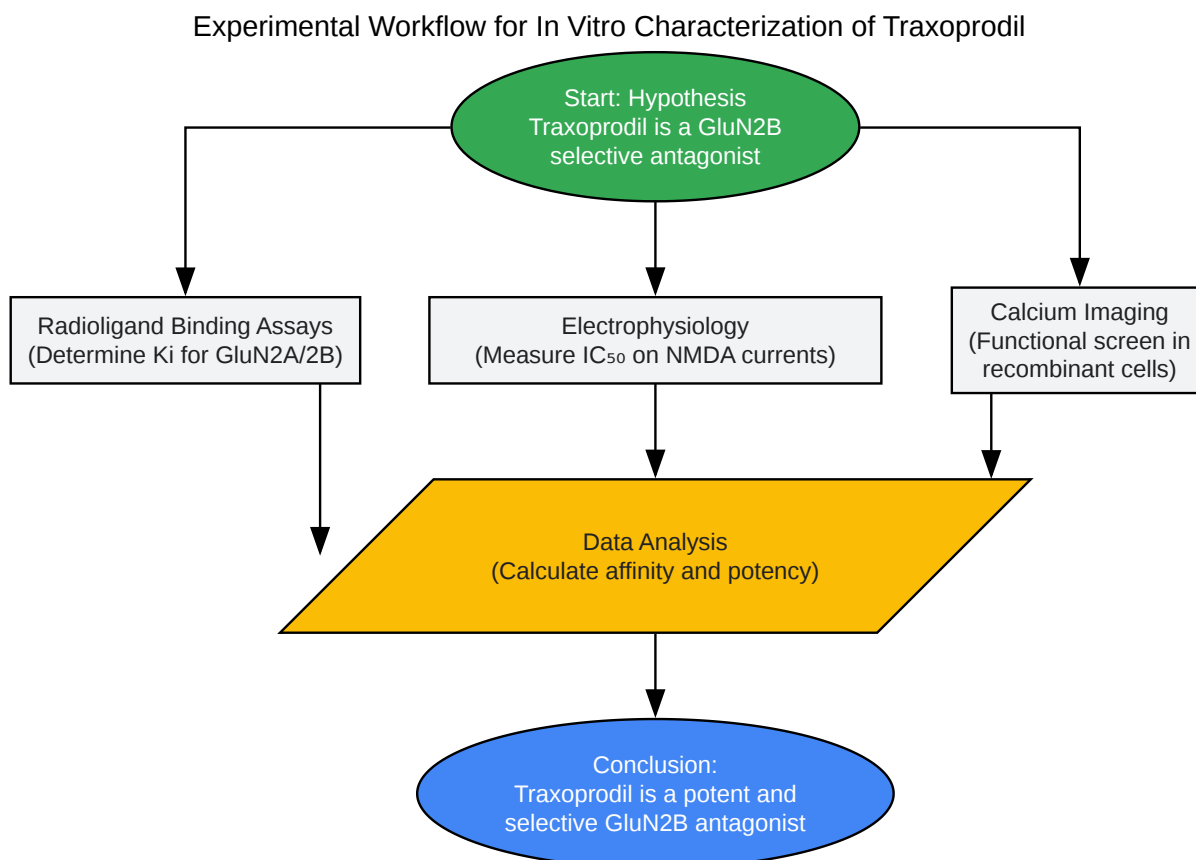 Experimental Workflow for In Vitro Characterization of Traxoprodil
Start: Hypothesis
Traxoprodil is a GluN2B
selective antagonist
Radioligand Binding Assays
(Determine Ki for GluN2A/2B)
Electrophysiology
(Measure IC₅₀ on NMDA currents)
Calcium Imaging
(Functional screen in
recombinant cells)
Data Analysis
(Calculate affinity and potency)
Conclusion:
Traxoprodil is a potent and
selective GluN2B antagonist